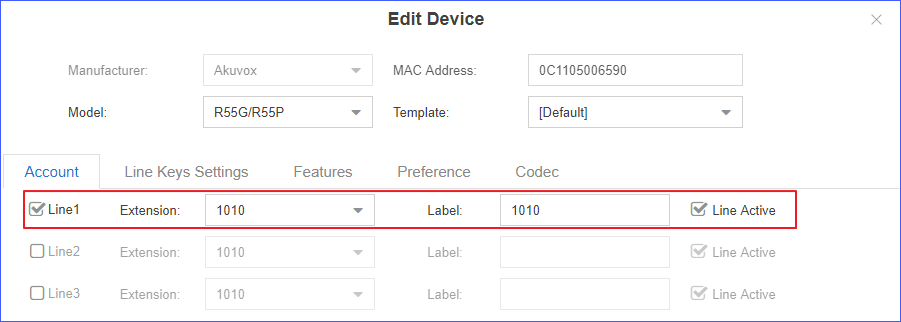 Edit Device
Manufacturer: Akuvox MAC Address: 0C1105006590
Model: R55G/R55P Template: [Default]
Account Line Keys Settings Features Preference Codec
Line1 Extension: 1010 Label: 1010 Line Active
Line2 Extension: 1010 Label: Line Active
Line3 Extension: 1010 Label: Line Active